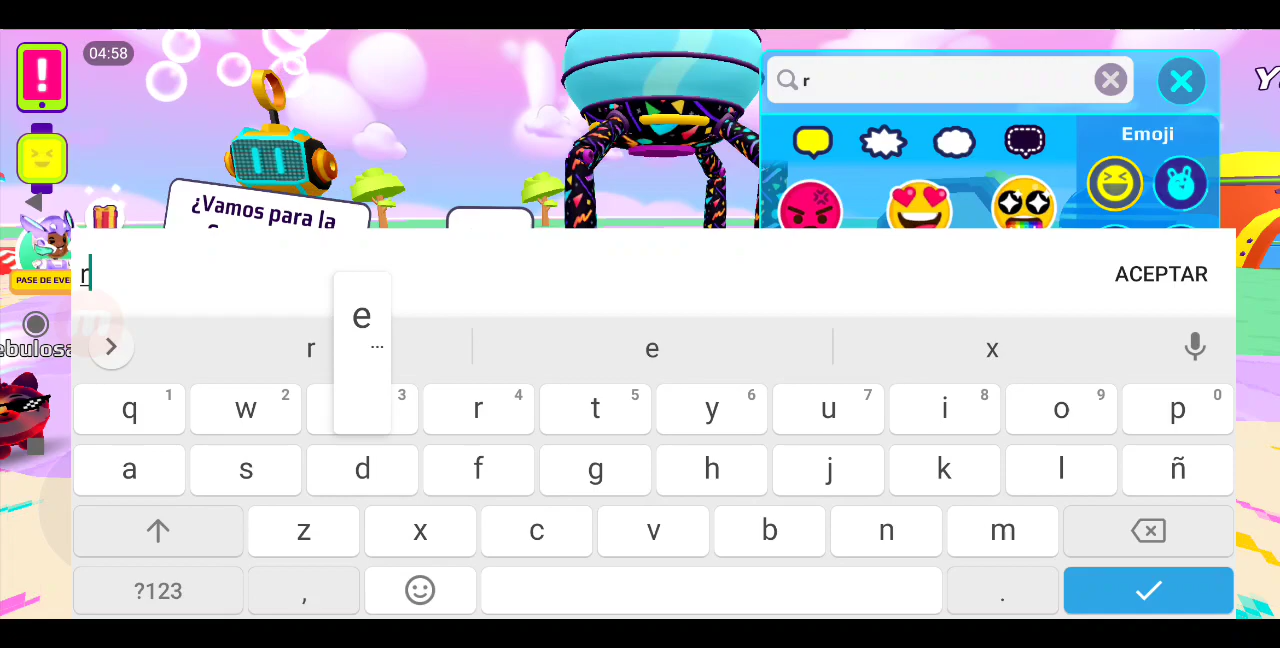 04:58
r
Y
Emoji
¿Vamos para la
PASE DE EVE
r
ACEPTAR
e
...
ebulosa
r e x
q 1 w 2 3 r 4 t 5 y 6 u 7 i 8 o 9 p 0
a s d f g h j k l ñ
z x c v b n m
?123 , .